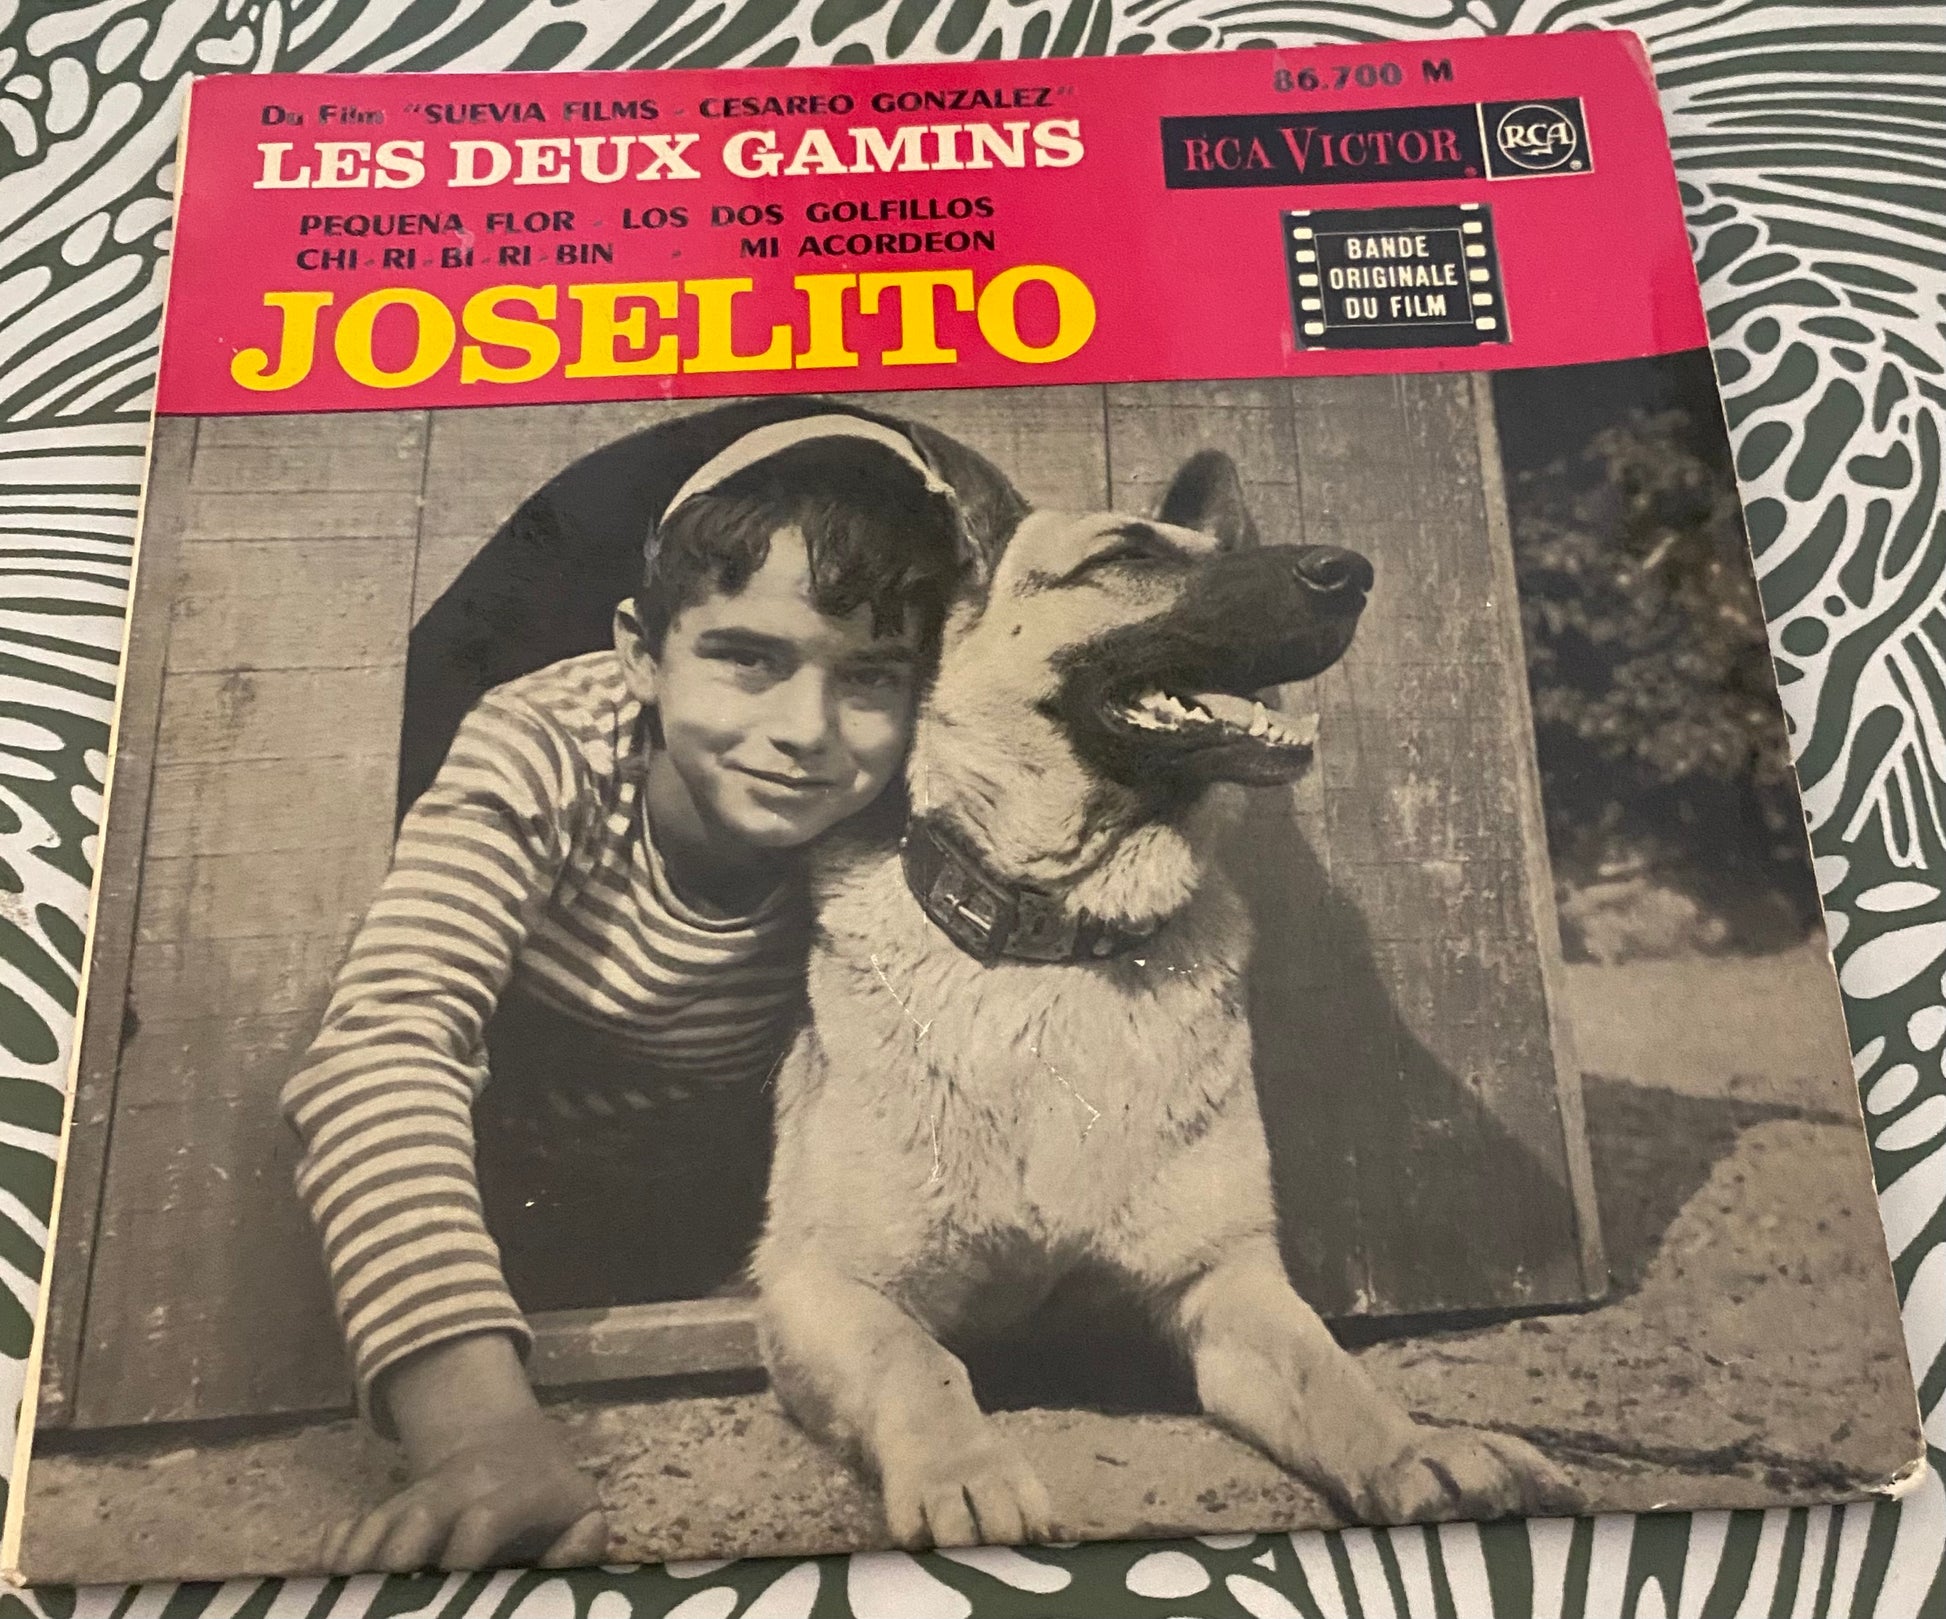 Du Film "SUEVIA FILMS - CESAREO GONZALEZ"
LES DEUX GAMINS
PEQUENA FLOR - LOS DOS GOLFILLOS
CHI-RI-BI-RI-BIN - MI ACORDEON
JOSELITO
86.700 M
RCA VICTOR
RCA
BANDE
ORIGINALE
DU FILM